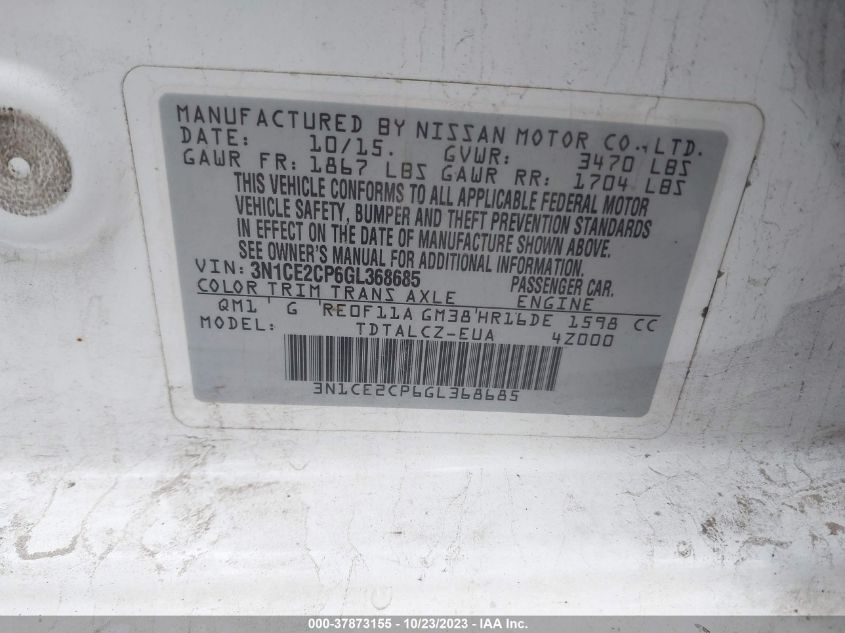 MANUFACTURED BY NISSAN MOTOR CO., LTD.
DATE: 10/15. GVWR: 3470 LBS
GAWR FR: 1867 LBS GAWR RR: 1704 LBS
THIS VEHICLE CONFORMS TO ALL APPLICABLE FEDERAL MOTOR
VEHICLE SAFETY, BUMPER AND THEFT PREVENTION STANDARDS
IN EFFECT ON THE DATE OF MANUFACTURE SHOWN ABOVE.
SEE OWNER'S MANUAL FOR ADDITIONAL INFORMATION.
VIN: 3N1CE2CP6GL368685 PASSENGER CAR.
COLOR TRIM TRANS AXLE ENGINE
QM1 ' G 'RE0F11A GM38'HR16DE 1598 CC
MODEL: TDTALCZ-EUA 4Z000
3N1CE2CP6GL368685
000-37873155 - 10/23/2023 - Copart, Inc.